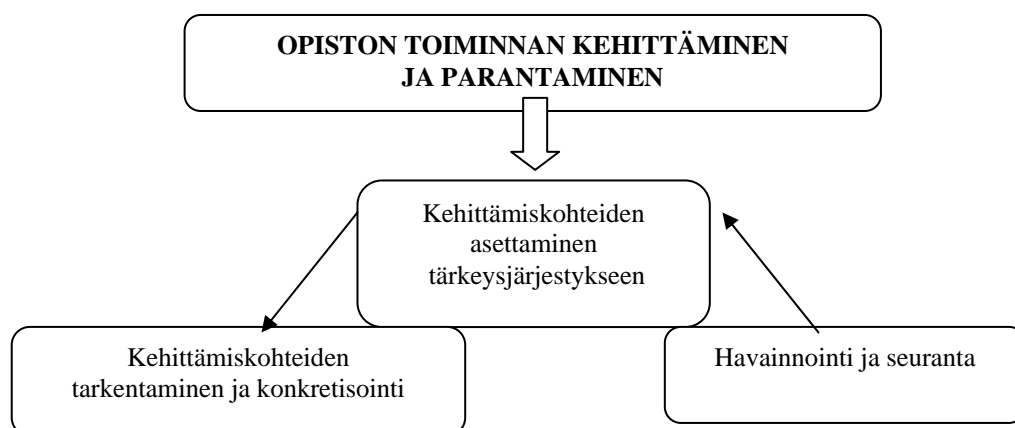 OPISTON TOIMINNAN KEHITTÄMINEN
JA PARANTAMINEN
Kehittämiskohteiden
asettaminen
tärkeysjärjestykseen
Kehittämiskohteiden
tarkentaminen ja konkretisointi
Havainnointi ja seuranta